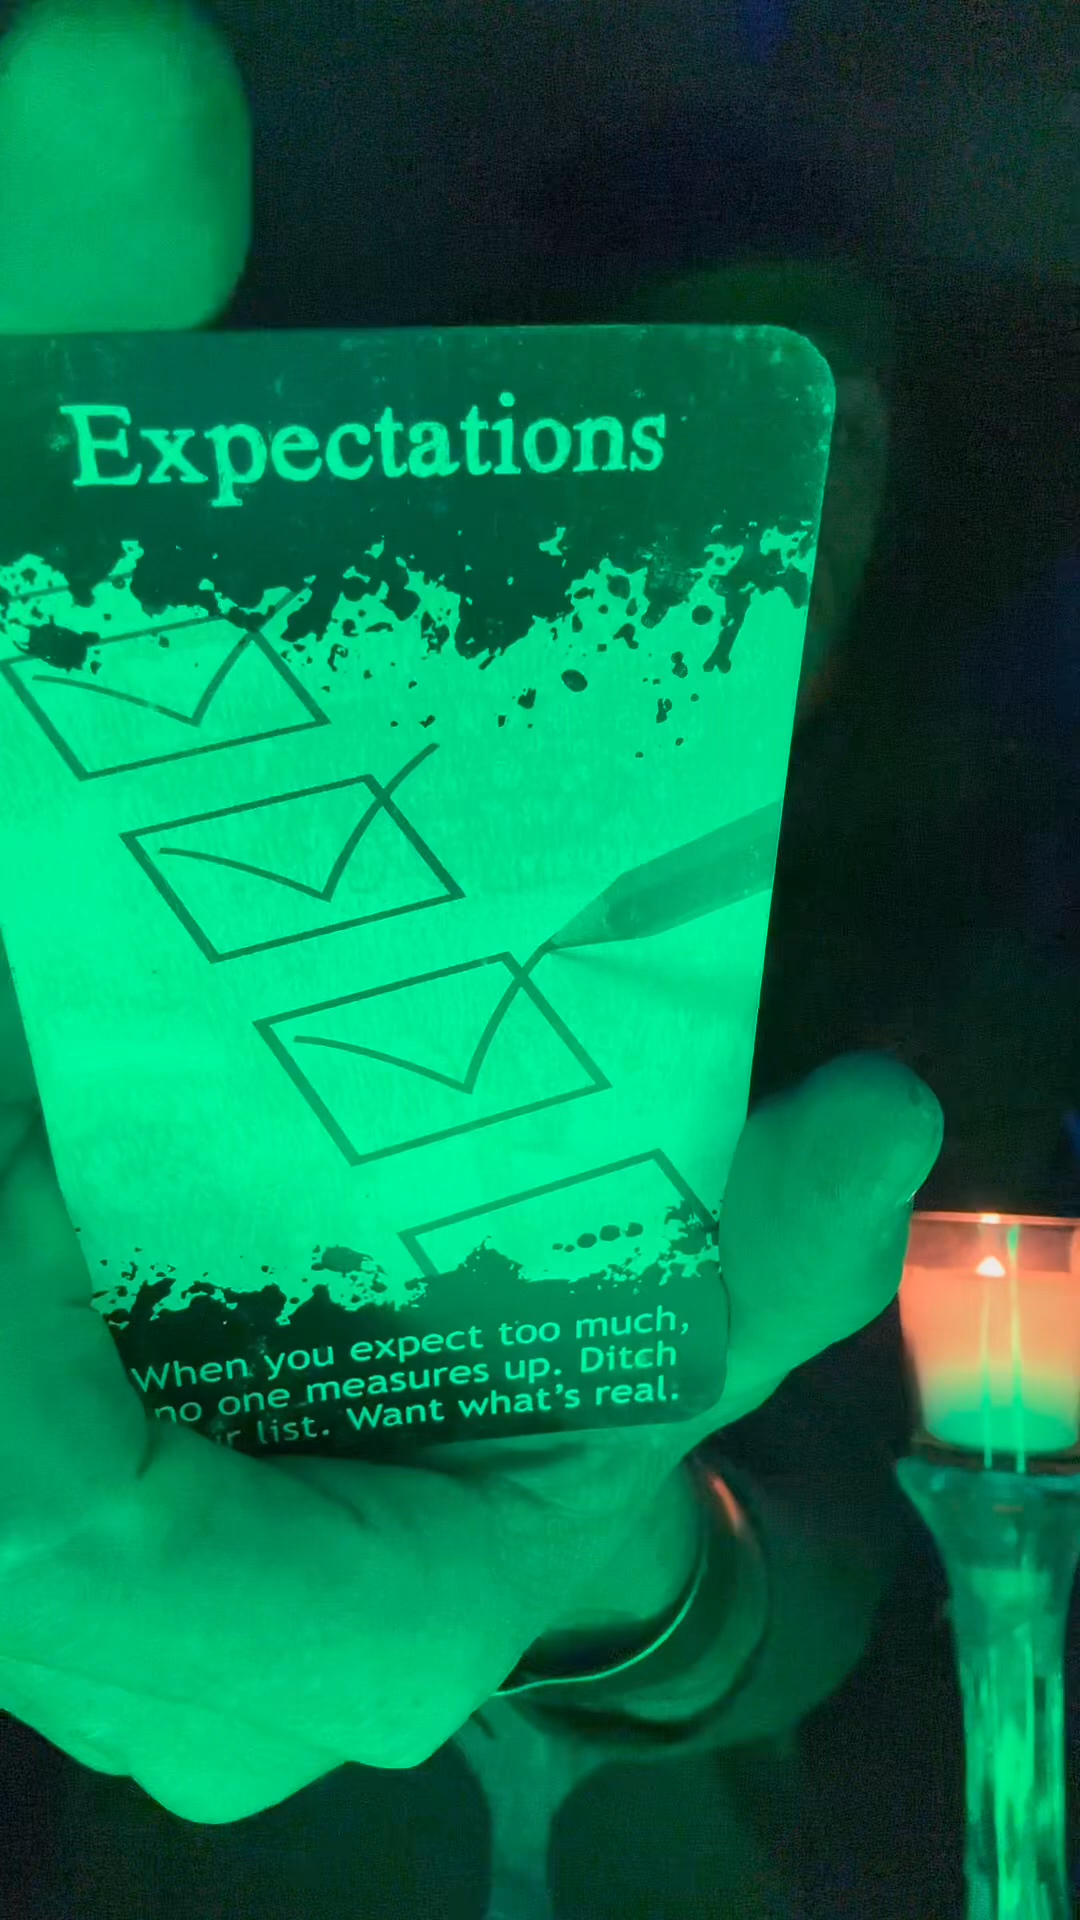 Expectations
When you expect too much,
no one measures up. Ditch
list. Want what's real.